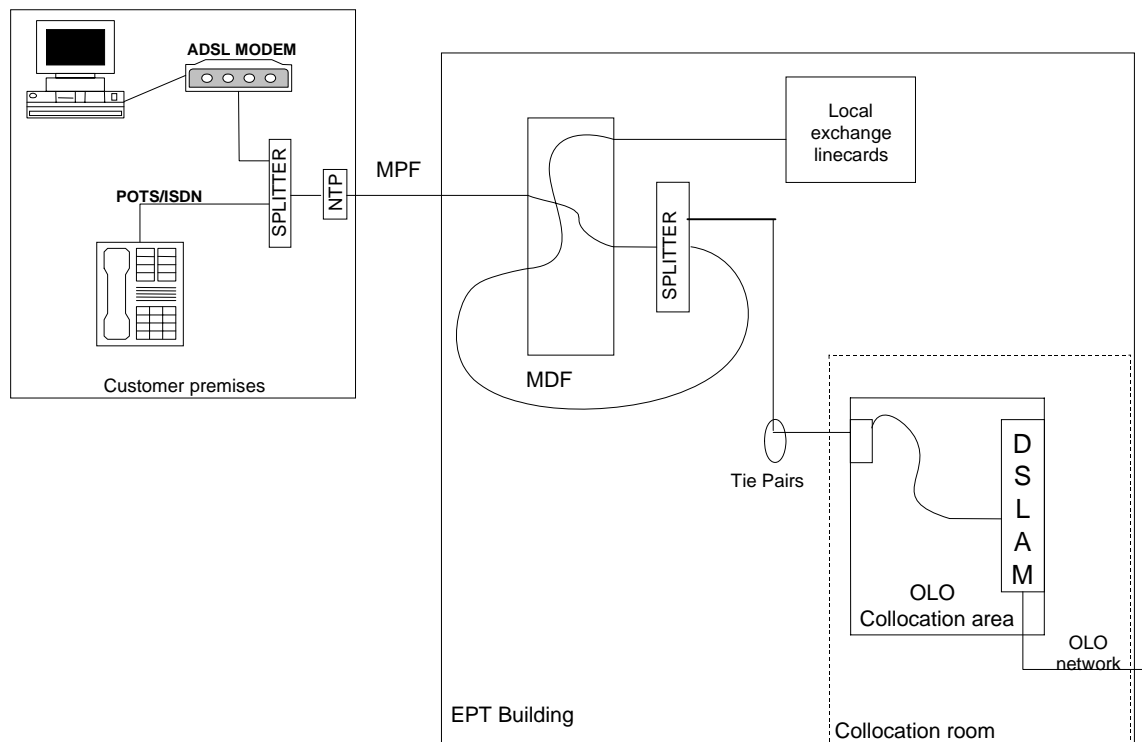 ADSL MODEM
SPLITTER
NTP
MPF
POTS/ISDN
Customer premises
Local
exchange
linecards
SPLITTER
MDF
Tie Pairs
D
S
L
A
M
OLO
Collocation area
OLO
network
EPT Building
Collocation room